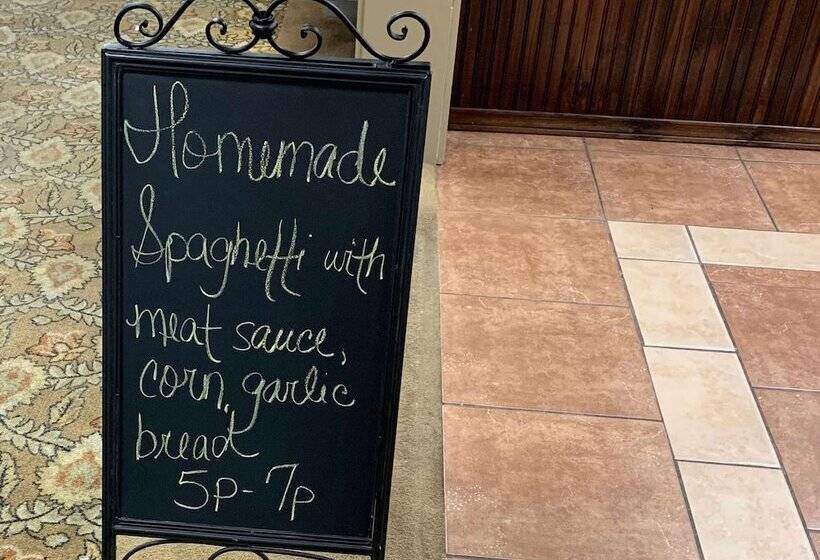 Homemade
Spaghetti with
meat sauce,
corn, garlic
bread
5p-7p